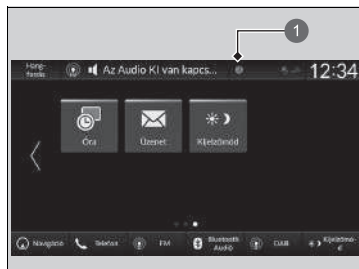 1
Hang-
forrás
Az Audio KI van kapcs...
12:34
Óra
Üzenet
Kijelzőmód
Navigáció
Telefon
FM
Bluetooth
Audió
DAB
Kijelzőmó-
d